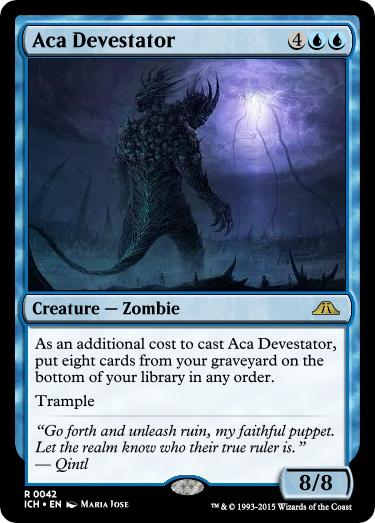 Aca Devestator 4
Creature — Zombie
As an additional cost to cast Aca Devestator,
put eight cards from your graveyard on the
bottom of your library in any order.
Trample
“Go forth and unleash ruin, my faithful puppet.
Let the realm know who their true ruler is.”
— Qintl
8/8
R 0042
ICH • EN Maria Jose
™ & © 1993-2015 Wizards of the Coast